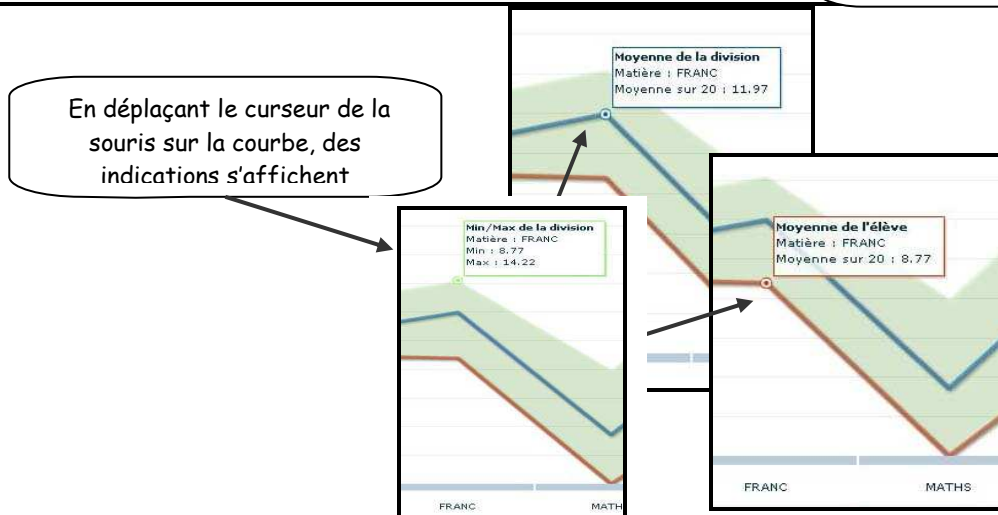 En déplaçant le curseur de la
souris sur la courbe, des
indications s'affichent
Moyenne de la division
Matière : FRANC
Moyenne sur 20 : 11.97
Min/Max de la division
Matière : FRANC
Min : 8.77
Max : 14.22
FRANC
MATH
Moyenne de l'élève
Matière : FRANC
Moyenne sur 20 : 8.77
FRANC
MATHS